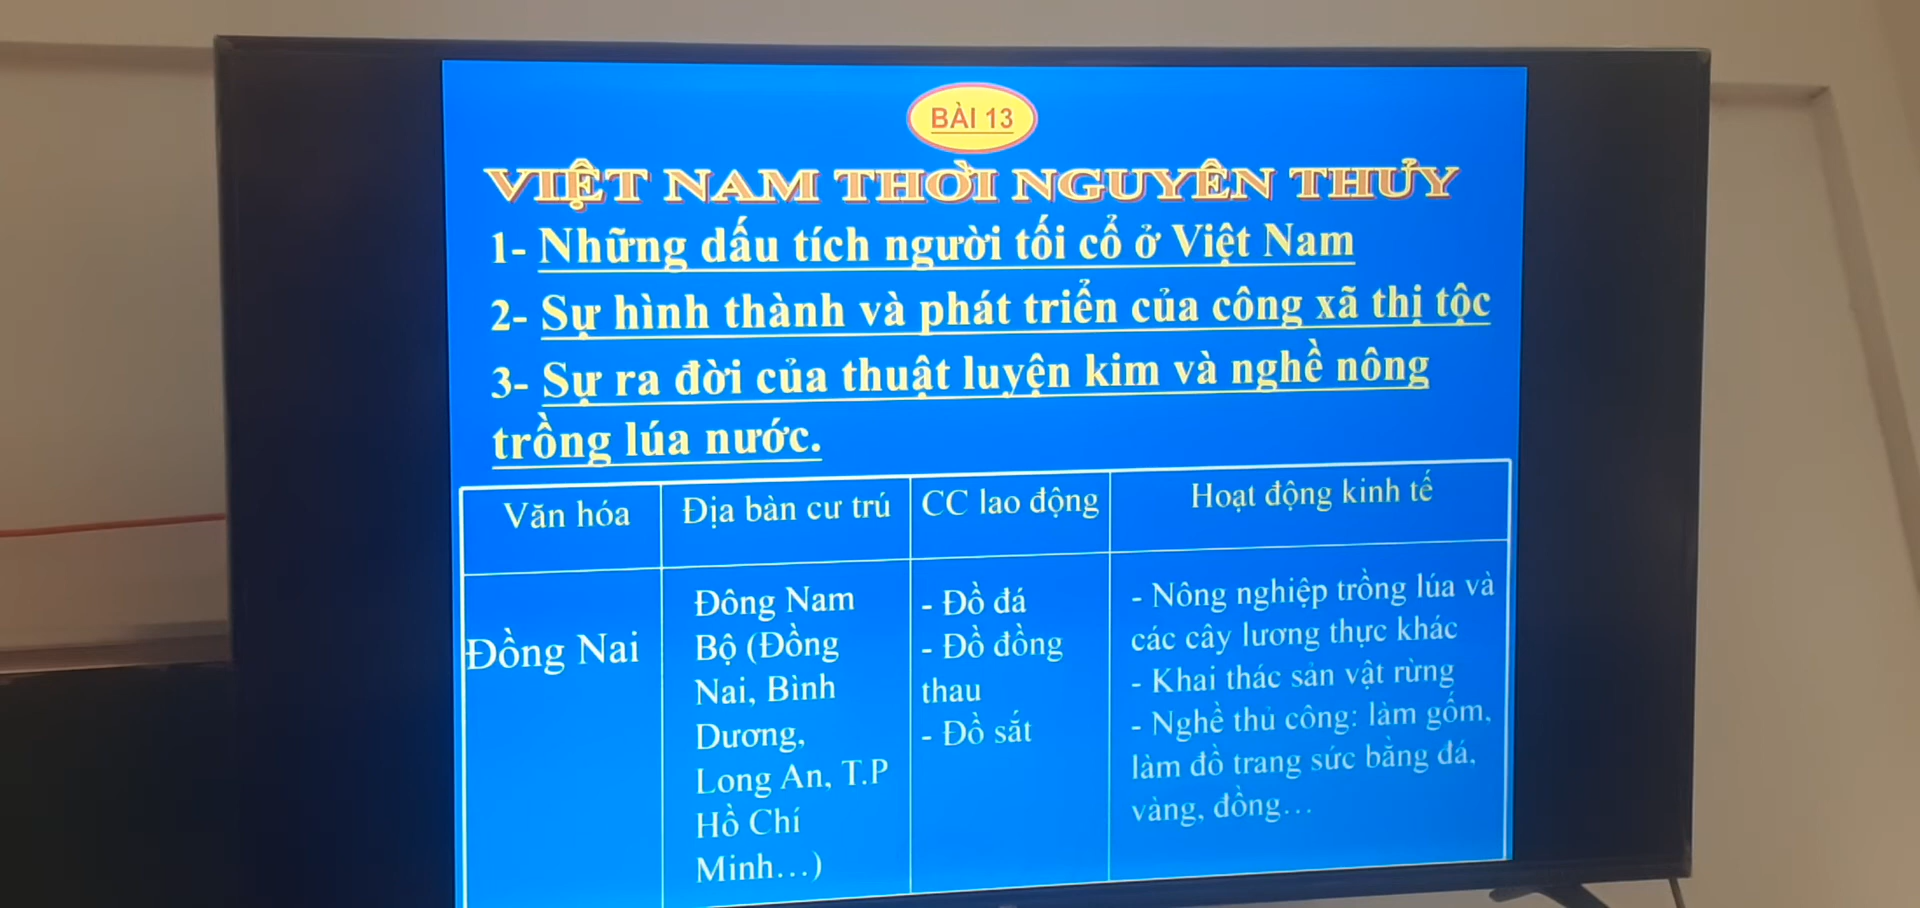 BÀI 13
VIỆT NAM THỜI NGUYÊN THỦY
1- Những dấu tích người tối cổ ở Việt Nam
2- Sự hình thành và phát triển của công xã thị tộc
3- Sự ra đời của thuật luyện kim và nghề nông
trồng lúa nước.
Văn hóa
Địa bàn cư trú
CC lao động
Hoạt động kinh tế
Đồng Nai
Đông Nam
Bộ (Đồng
Nai, Bình
Dương,
Long An, T.P
Hồ Chí
Minh...)
- Đồ đá
- Đồ đồng
thau
- Đồ sắt
- Nông nghiệp trồng lúa và
các cây lương thực khác
- Khai thác sản vật rừng
- Nghề thủ công: làm gốm,
làm đồ trang sức bằng đá,
vàng, đồng...